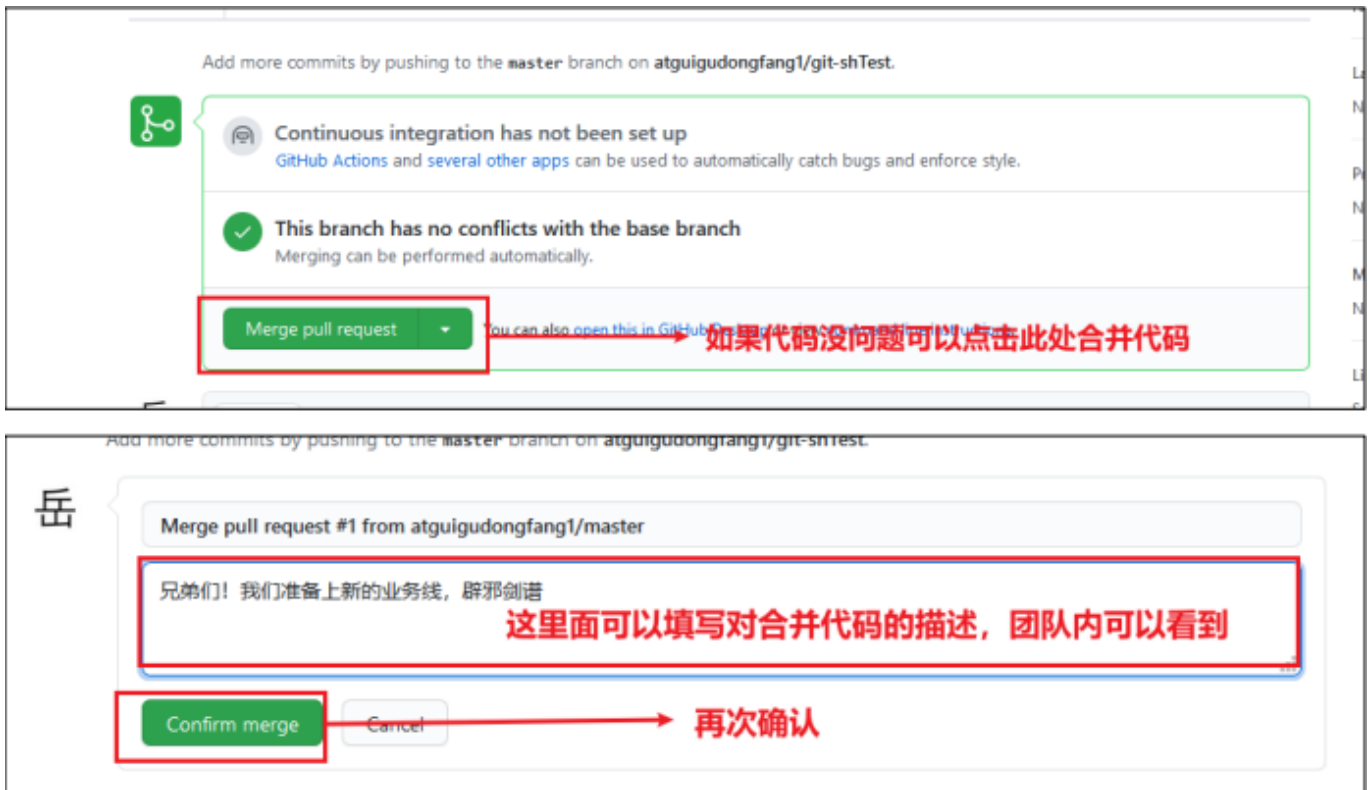 Add more commits by pushing to the master branch on atguigudongfang1/git-shTest.
Continuous integration has not been set up
GitHub Actions and several other apps can be used to automatically catch bugs and enforce style.
This branch has no conflicts with the base branch
Merging can be performed automatically.
Merge pull request
You can also open this in GitHub
如果代码没问题可以点击此处合并代码
Add more commits by pushing to the master branch on atguigudongfang1/git-shTest.
岳
Merge pull request #1 from atguigudongfang1/master
兄弟们！我们准备上新的业务线，辟邪剑谱
这里面可以填写对合并代码的描述，团队内可以看到
Confirm merge
Cancel
再次确认